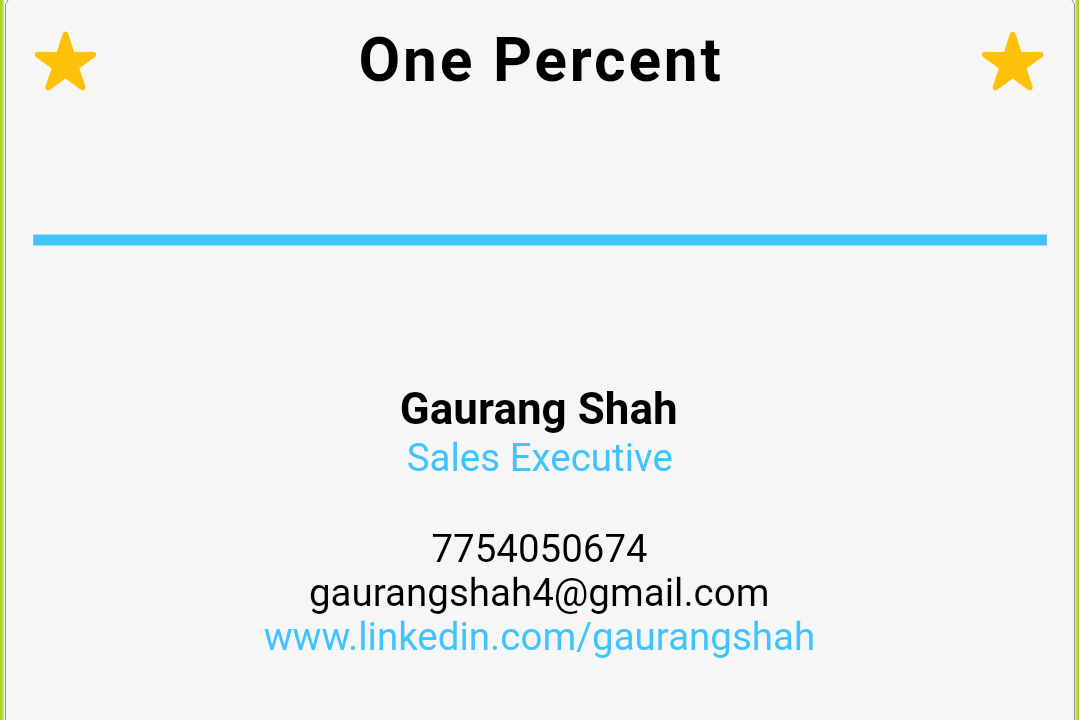 One Percent
Gaurang Shah
Sales Executive
7754050674
gaurangshah4@gmail.com
www.linkedin.com/gaurangshah